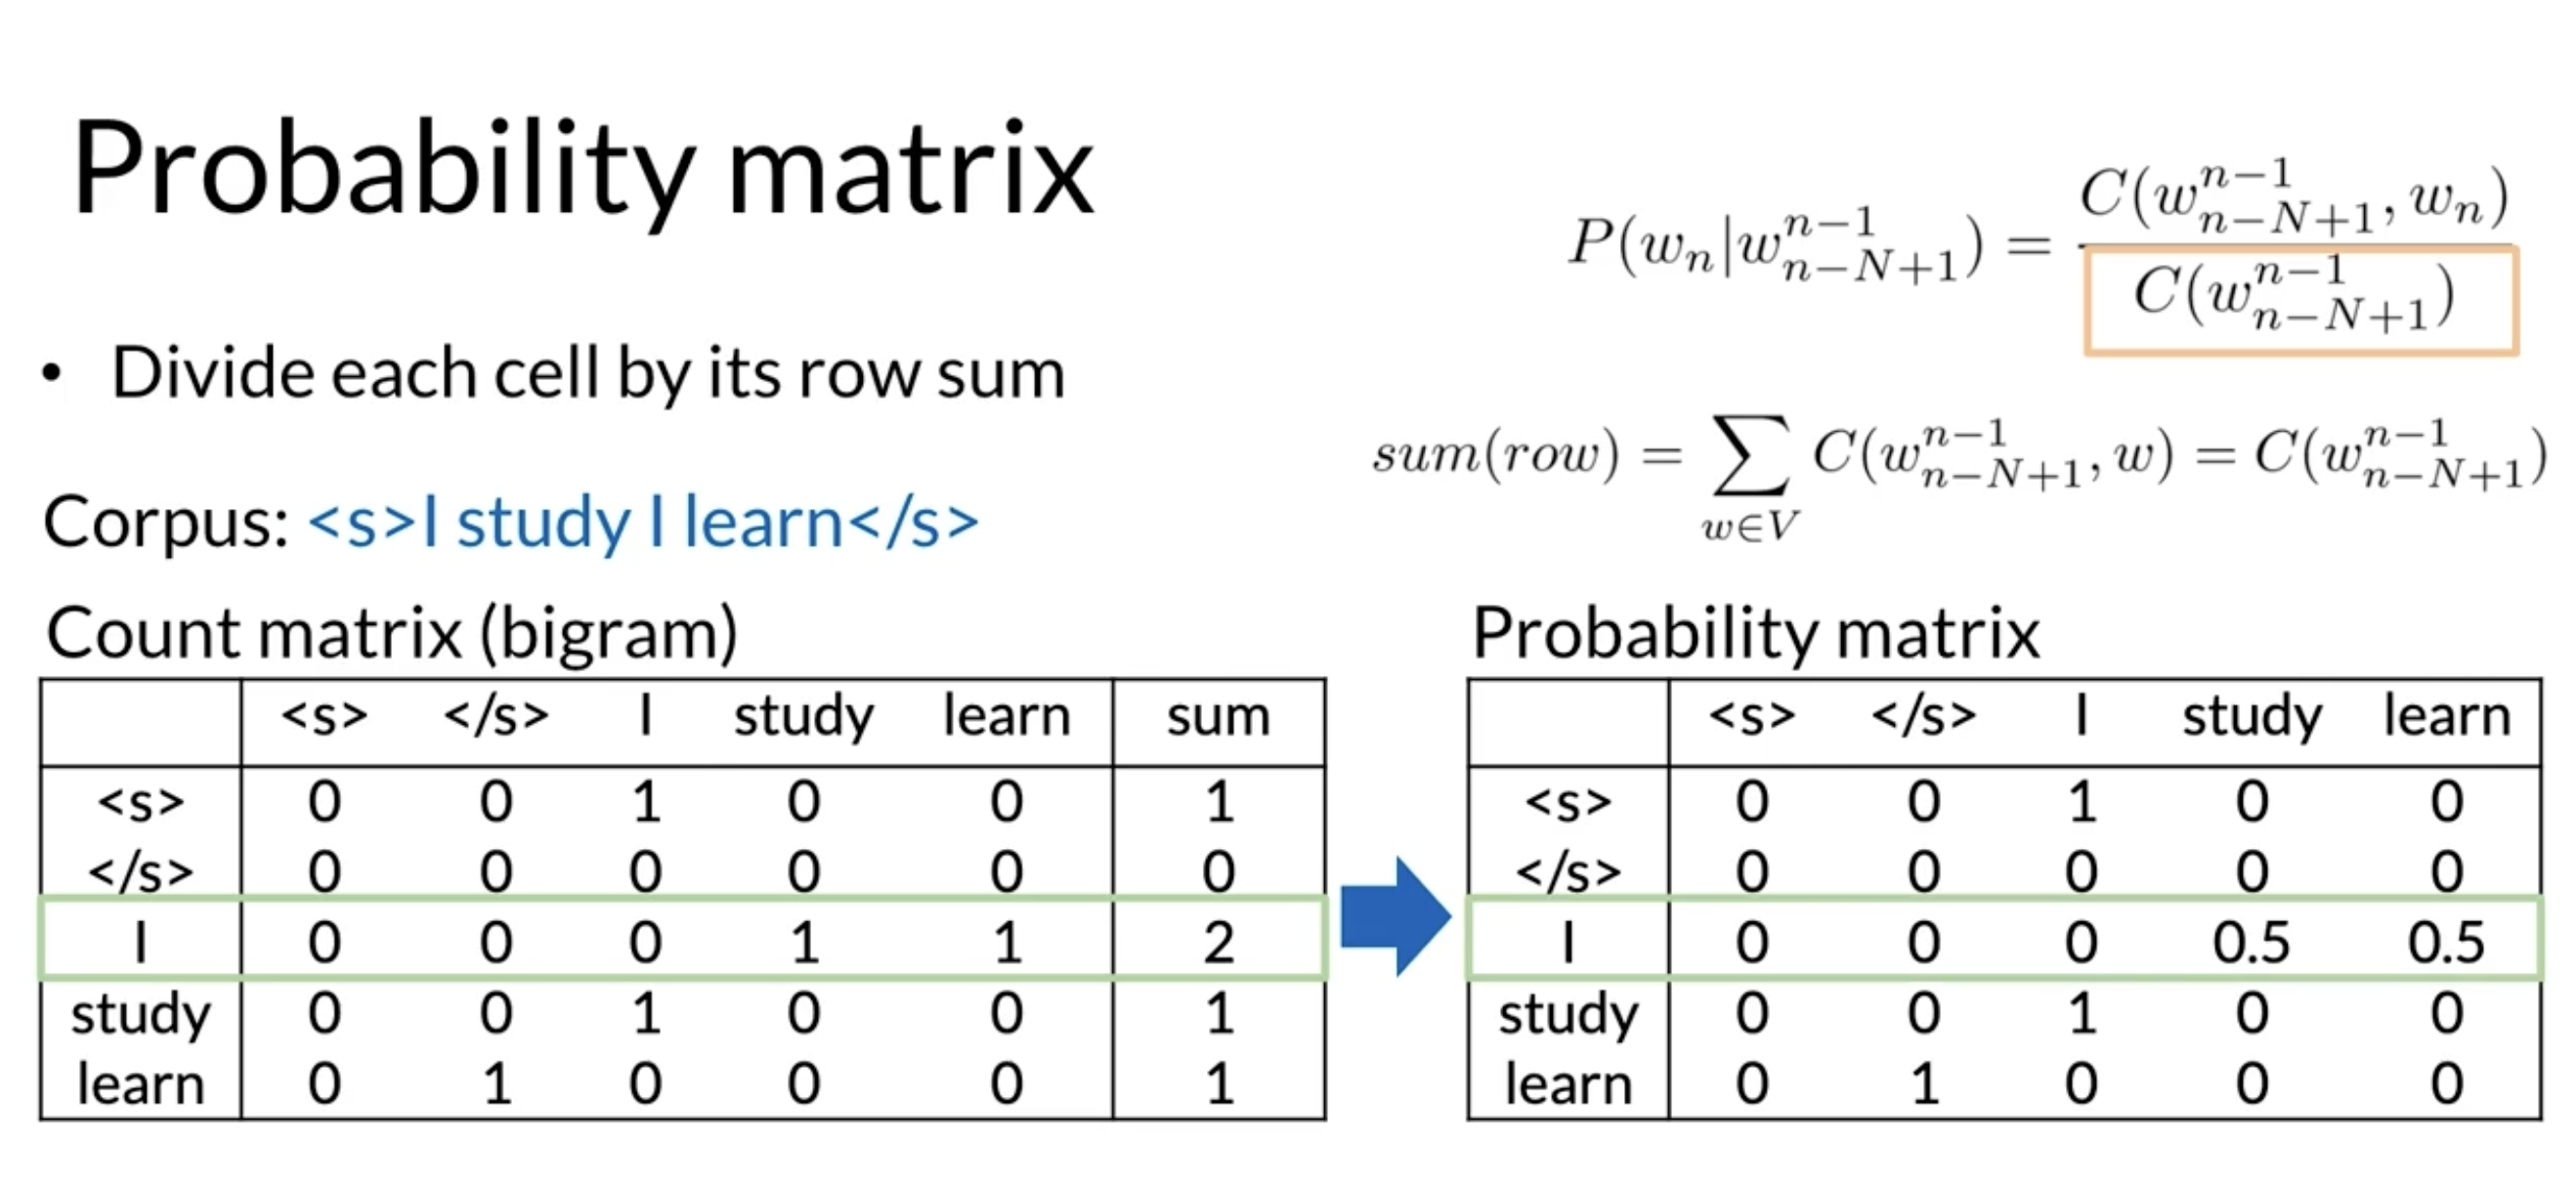 Probability matrix
P(w_n|w_{n-N+1}^{n-1}) = \frac{C(w_{n-N+1}^{n-1}, w_n)}{C(w_{n-N+1}^{n-1})}
• Divide each cell by its row sum
sum(row) = \sum_{w∈V} C(w_{n-N+1}^{n-1}, w) = C(w_{n-N+1}^{n-1})
Corpus: <s>I study I learn</s>
Count matrix (bigram)
<s> </s> I study learn sum
<s> 0 0 1 0 0 1
</s> 0 0 0 0 0 0
I 0 0 0 1 1 2
study 0 0 1 0 0 1
learn 0 1 0 0 0 1
Probability matrix
<s> </s> I study learn
<s> 0 0 1 0 0
</s> 0 0 0 0 0
I 0 0 0 0.5 0.5
study 0 0 1 0 0
learn 0 1 0 0 0